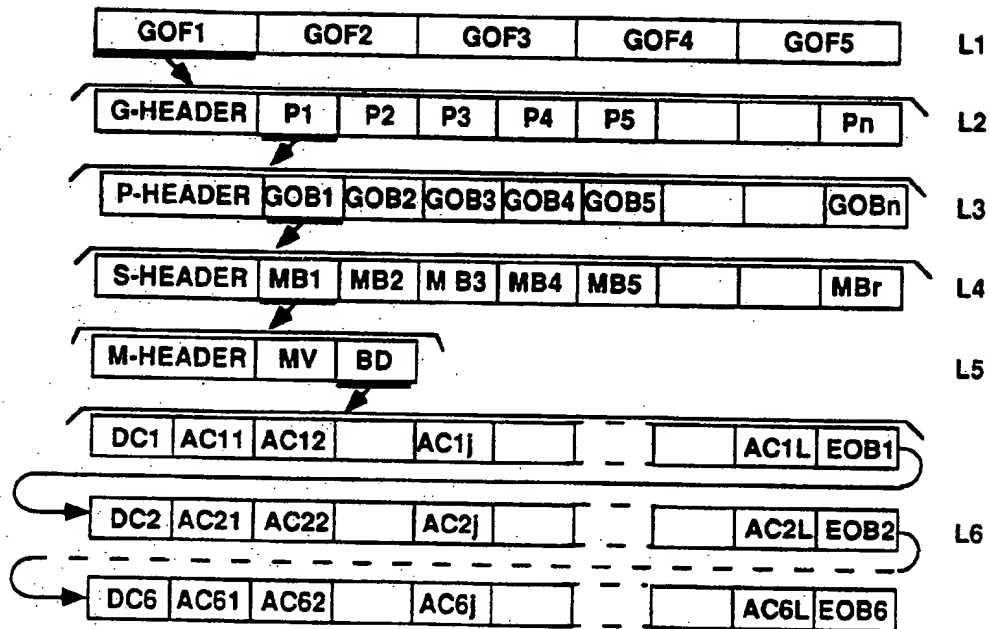 GOF1 GOF2 GOF3 GOF4 GOF5 L1
G-HEADER P1 P2 P3 P4 P5 Pn L2
P-HEADER GOB1 GOB2 GOB3 GOB4 GOB5 GOBn L3
S-HEADER MB1 MB2 M B3 MB4 MB5 MBr L4
M-HEADER MV BD L5
DC1 AC11 AC12 AC1j AC1L EOB1
DC2 AC21 AC22 AC2j AC2L EOB2 L6
DC6 AC61 AC62 AC6j AC6L EOB6